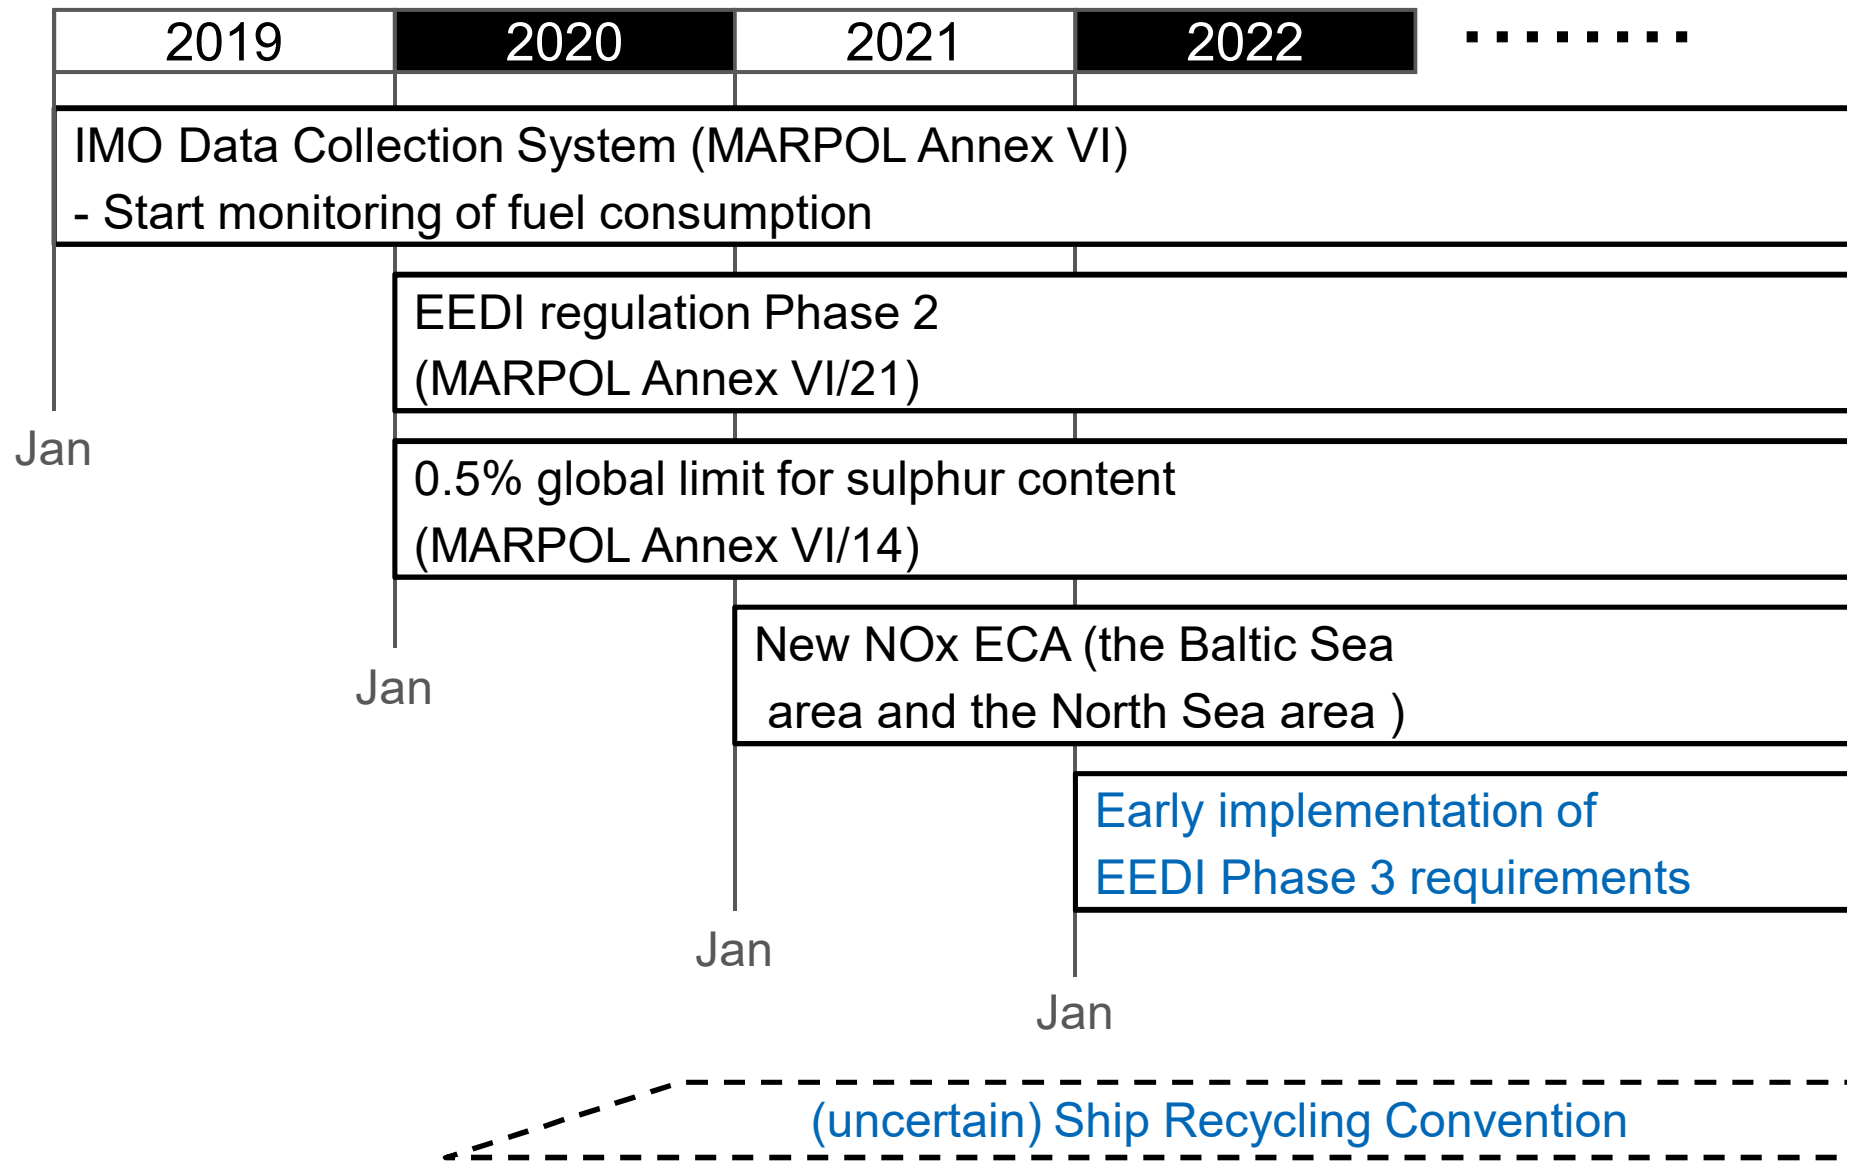 2019 2020 2021 2022 ........
IMO Data Collection System (MARPOL Annex VI)
- Start monitoring of fuel consumption
EEDI regulation Phase 2
(MARPOL Annex VI/21)
Jan
0.5% global limit for sulphur content
(MARPOL Annex VI/14)
New NOx ECA (the Baltic Sea
area and the North Sea area )
Jan
Early implementation of
EEDI Phase 3 requirements
Jan
Jan
(uncertain) Ship Recycling Convention